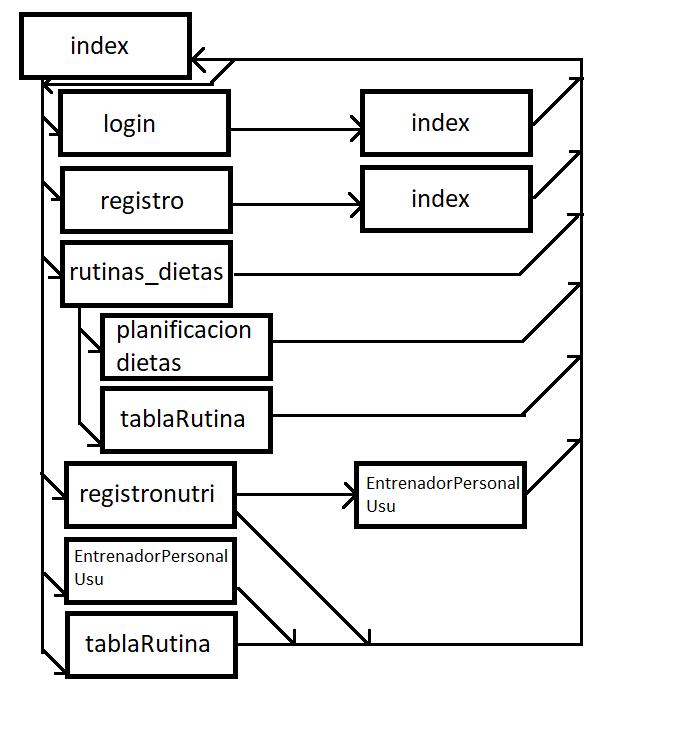 index
login
index
registro
index
rutinas_dietas
planificacion
dietas
tablaRutina
registronutri
EntrenadorPersonal
Usu
EntrenadorPersonal
Usu
tablaRutina